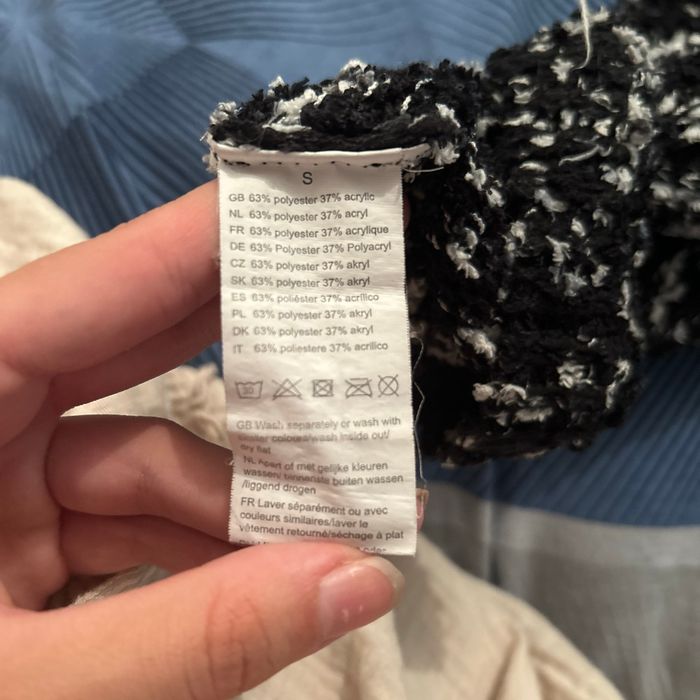 S
GB 63% polyester 37% acrylic
NL 63% polyester 37% acryl
FR 63% polyester 37% acrylique
DE 63% Polyester 37% Polyacryl
CZ 63% polyester 37% akryl
SK 63% polyester 37% akryl
ES 63% poliéster 37% acrílico
PL 63% polyester 37% akryl
DK 63% polyester 37% akryl
IT 63% poliestere 37% acrilico
30
GB Wash separately or wash with
colours/wash inside out/
dry flat
NL Apart of met gelijke kleuren
wassen/ binnenste buiten wassen
/liggend drogen
FR Laver séparément ou avec
couleurs similaires/laver le
vêtement retourné/séchage à plat